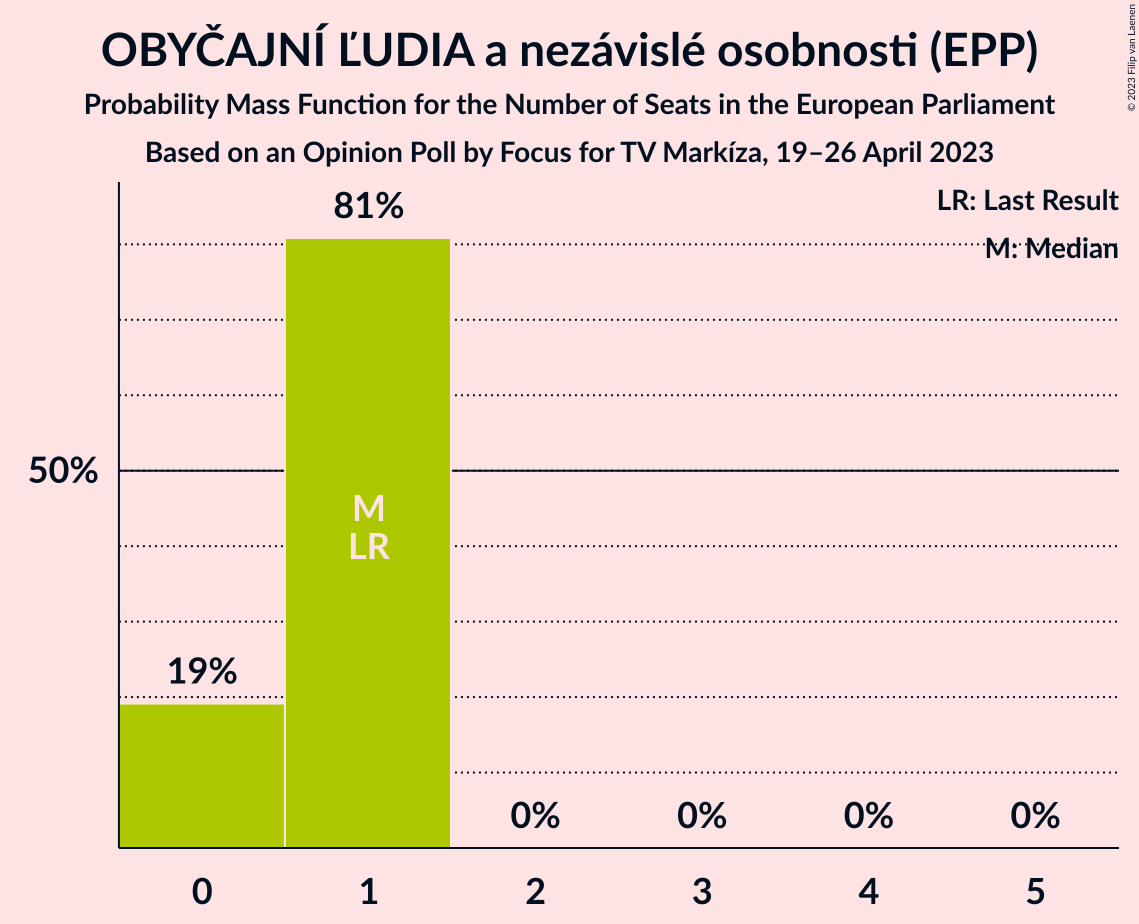 OBYČAJNÍ ĽUDIA a nezávislé osobnosti (EPP)
Probability Mass Function for the Number of Seats in the European Parliament
Based on an Opinion Poll by Focus for TV Markíza, 19–26 April 2023
© 2023 Filip van Laenen
LR: Last Result
M: Median
81%
50%
M
LR
19%
0% 0% 0% 0%
0 1 2 3 4 5